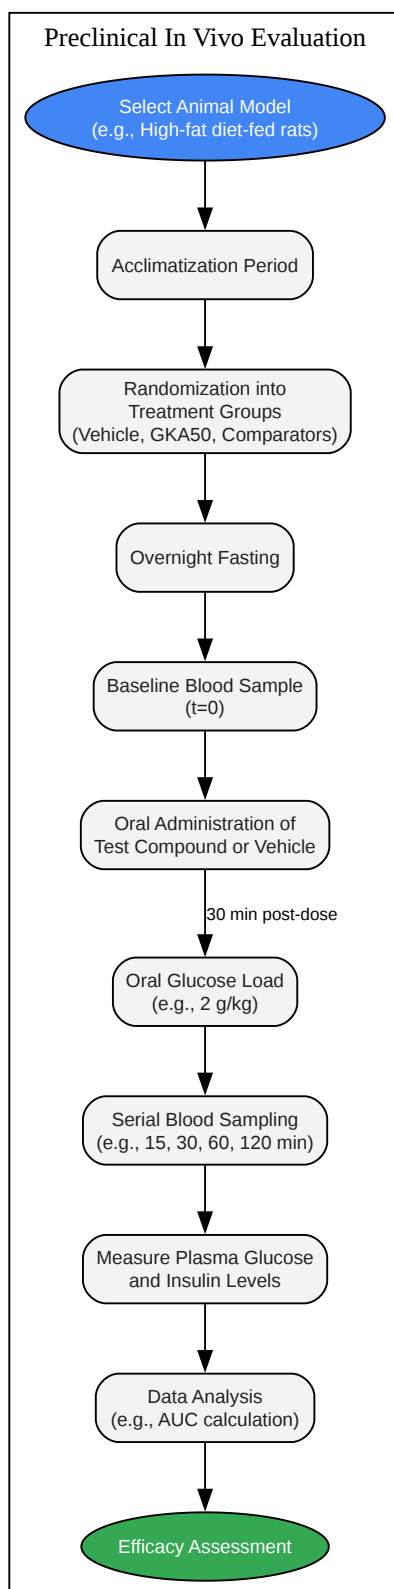 Preclinical In Vivo Evaluation
Select Animal Model
(e.g., High-fat diet-fed rats)
Acclimatization Period
Randomization into
Treatment Groups
(Vehicle, GKA50, Comparators)
Overnight Fasting
Baseline Blood Sample
(t=0)
Oral Administration of
Test Compound or Vehicle
30 min post-dose
Oral Glucose Load
(e.g., 2 g/kg)
Serial Blood Sampling
(e.g., 15, 30, 60, 120 min)
Measure Plasma Glucose
and Insulin Levels
Data Analysis
(e.g., AUC calculation)
Efficacy Assessment